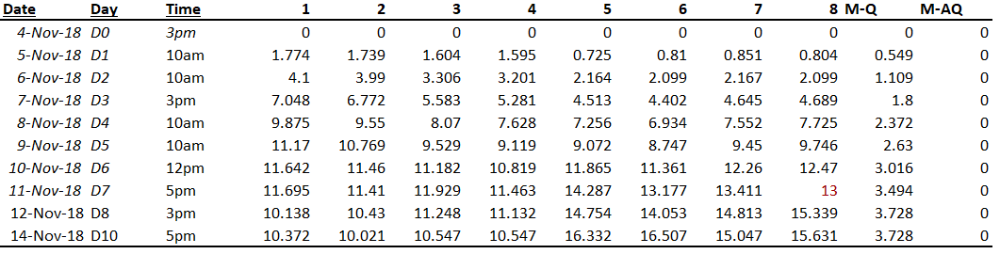 Date Day Time 1 2 3 4 5 6 7 8 M-Q M-AQ
4-Nov-18 D0 3pm 0 0 0 0 0 0 0 0 0 0
5-Nov-18 D1 10am 1.774 1.739 1.604 1.595 0.725 0.81 0.851 0.804 0.549 0
6-Nov-18 D2 10am 4.1 3.99 3.306 3.201 2.164 2.099 2.167 2.099 1.109 0
7-Nov-18 D3 3pm 7.048 6.772 5.583 5.281 4.513 4.402 4.645 4.689 1.8 0
8-Nov-18 D4 10am 9.875 9.55 8.07 7.628 7.256 6.934 7.552 7.725 2.372 0
9-Nov-18 D5 10am 11.17 10.769 9.529 9.119 9.072 8.747 9.45 9.746 2.63 0
10-Nov-18 D6 12pm 11.642 11.46 11.182 10.819 11.865 11.361 12.26 12.47 3.016 0
11-Nov-18 D7 5pm 11.695 11.41 11.929 11.463 14.287 13.177 13.411 13 3.494 0
12-Nov-18 D8 3pm 10.138 10.43 11.248 11.132 14.754 14.053 14.813 15.339 3.728 0
14-Nov-18 D10 5pm 10.372 10.021 10.547 10.547 16.332 16.507 15.047 15.631 3.728 0